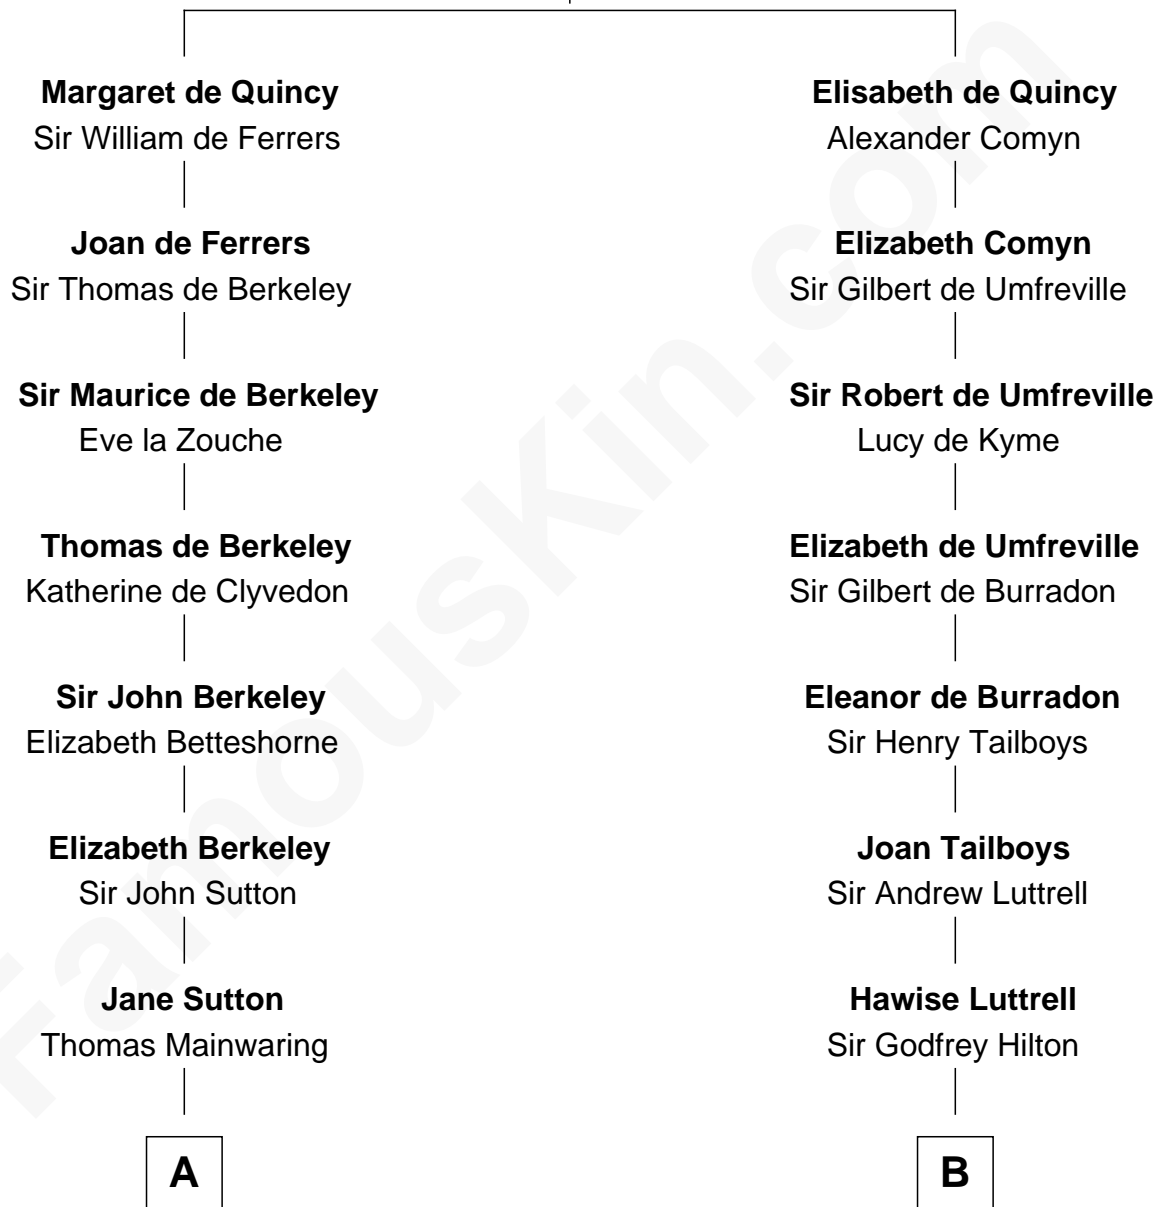 Margaret de Quincy
Sir William de Ferrers
Joan de Ferrers
Sir Thomas de Berkeley
Sir Maurice de Berkeley
Eve la Zouche
Thomas de Berkeley
Katherine de Clyvedon
Sir John Berkeley
Elizabeth Betteshorne
Elizabeth Berkeley
Sir John Sutton
Jane Sutton
Thomas Mainwaring
A
Elisabeth de Quincy
Alexander Comyn
Elizabeth Comyn
Sir Gilbert de Umfreville
Sir Robert de Umfreville
Lucy de Kyme
Elizabeth de Umfreville
Sir Gilbert de Burradon
Eleanor de Burradon
Sir Henry Tailboys
Joan Tailboys
Sir Andrew Luttrell
Hawise Luttrell
Sir Godfrey Hilton
B
FamousKin.com